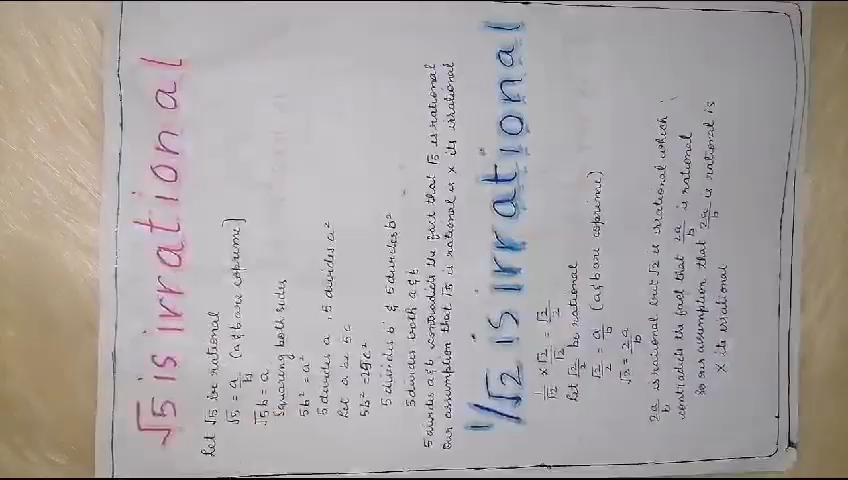 √5 is irrational
Let √5 be rational
√5 = a/b (a & b are coprime)
√5b = a
Squaring both sides
5b² = a²
5 divides a, 5 divides a²
Let a be 5c
5b² = 25c²
5 divides b & 5 divides b²
5 divides both a & b
5 divides a & b contradicts the fact that √5 is rational
our assumption that √5 is rational is x its irrational
1/√2 is irrational
1/√2 × √2/√2 = √2/2
Let √2/2 be rational
√2/2 = a/b (a & b are coprime)
√2 = 2a/b
2a/b is rational but √2 is irrational which
contradicts the fact that 2a/b is rational
So our assumption that 2a/b is rational is
x its irrational